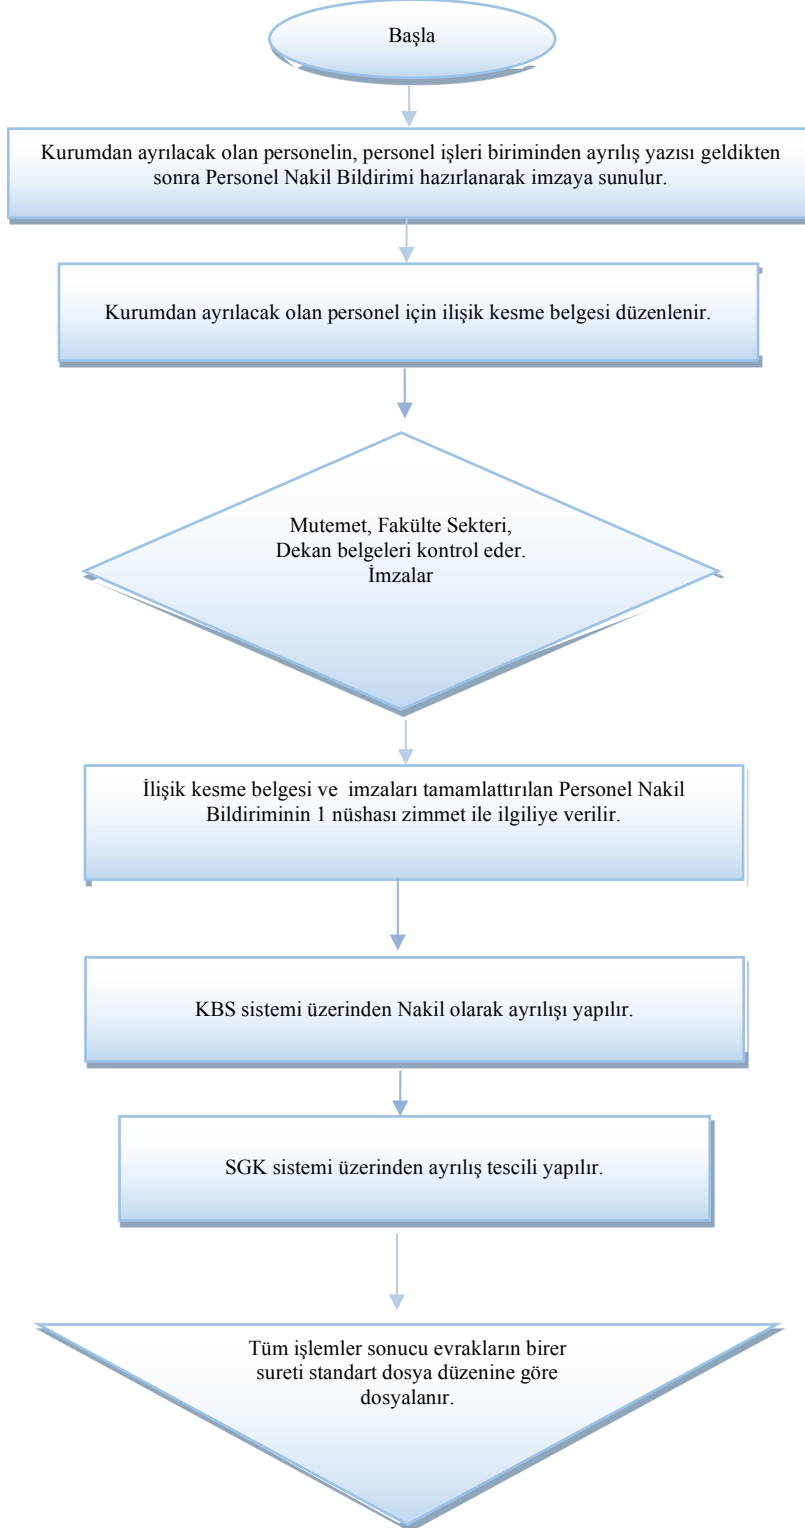 Başla
Kurumdan ayrılacak olan personelin, personel işleri biriminden ayrılış yazısı geldikten
sonra Personel Nakil Bildirimi hazırlanarak imzaya sunulur.
Kurumdan ayrılacak olan personel için ilişik kesme belgesi düzenlenir.
Mutemet, Fakülte Sekteri,
Dekan belgeleri kontrol eder.
İmzalar
İlişik kesme belgesi ve  imzaları tamamlattırılan Personel Nakil
Bildiriminin 1 nüshası zimmet ile ilgiliye verilir.
KBS sistemi üzerinden Nakil olarak ayrılışı yapılır.
SGK sistemi üzerinden ayrılış tescili yapılır.
Tüm işlemler sonucu evrakların birer
sureti standart dosya düzenine göre
dosyalanır.